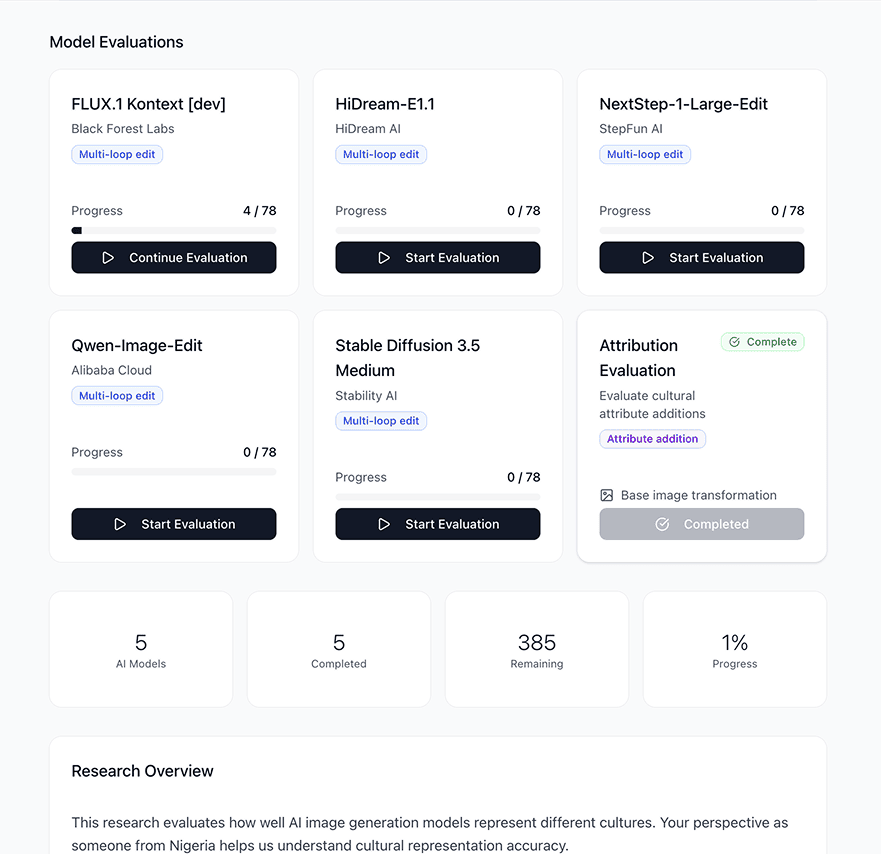 Model Evaluations
FLUX.1 Kontext [dev]
Black Forest Labs
Multi-loop edit
Progress 4 / 78
Continue Evaluation
HiDream-E1.1
HiDream AI
Multi-loop edit
Progress 0 / 78
Start Evaluation
NextStep-1-Large-Edit
StepFun AI
Multi-loop edit
Progress 0 / 78
Start Evaluation
Qwen-Image-Edit
Alibaba Cloud
Multi-loop edit
Progress 0 / 78
Start Evaluation
Stable Diffusion 3.5
Medium
Stability AI
Multi-loop edit
Progress 0 / 78
Start Evaluation
Attribution
Evaluation
Complete
Evaluate cultural
attribute additions
Attribute addition
Base image transformation
Completed
5
AI Models
5
Completed
385
Remaining
1%
Progress
Research Overview
This research evaluates how well AI image generation models represent different cultures. Your perspective as
someone from Nigeria helps us understand cultural representation accuracy.